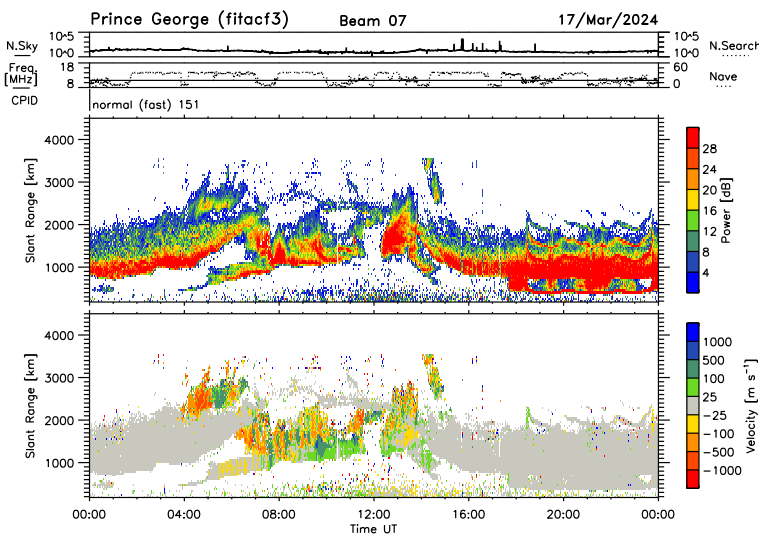 Prince George (fitacf3) Beam 07 17/Mar/2024
N.Sky 10^5 10^5 N.Search
10^0 10^0
Freq. 18 60 Nave
[MHz] 8 0
CPID normal (fast) 151
Slant Range [km]
4000
3000
2000
1000
Power [dB]
28
24
20
16
12
8
4
Slant Range [km]
4000
3000
2000
1000
Velocity [m s⁻¹]
1000
500
100
25
−25
−100
−500
−1000
00:00 04:00 08:00 12:00 16:00 20:00 00:00
Time UT